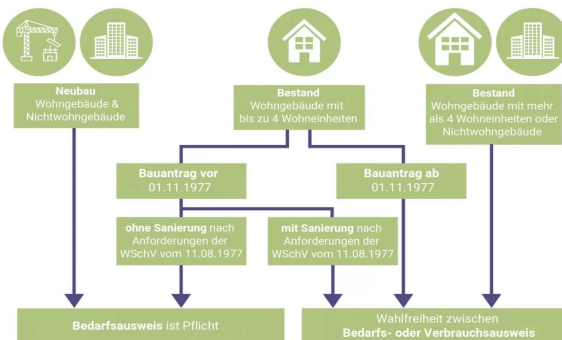 Neubau
Wohngebäude &
Nichtwohngebäude
Bestand
Wohngebäude mit
bis zu 4 Wohneinheiten
Bestand
Wohngebäude mit mehr
als 4 Wohneinheiten oder
Nichtwohngebäude
Bauantrag vor
01.11.1977
Bauantrag ab
01.11.1977
ohne Sanierung nach
Anforderungen der
WSchV vom 11.08.1977
mit Sanierung nach
Anforderungen der
WSchV vom 11.08.1977
Bedarfsausweis ist Pflicht
Wahlfreiheit zwischen
Bedarfs- oder Verbrauchsausweis